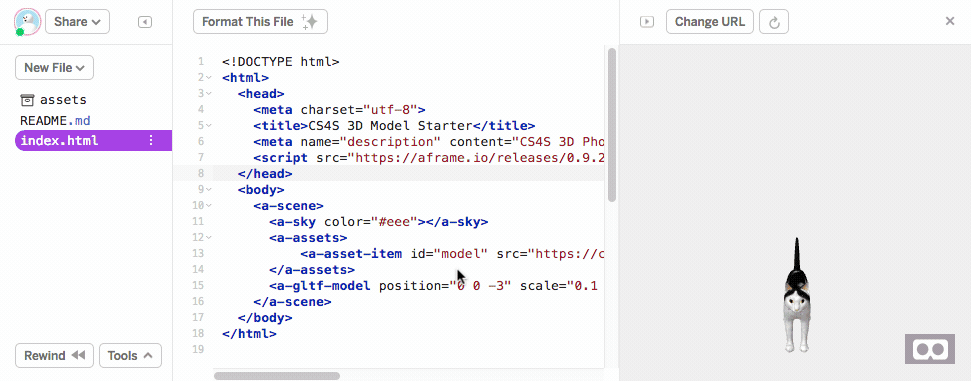 Share
Format This File
Change URL
New File
assets
README.md
index.html
Rewind
Tools
1 <!DOCTYPE html>
2 <html>
3 <head>
4 <meta charset="utf-8">
5 <title>CS4S 3D Model Starter</title>
6 <meta name="description" content="CS4S 3D Pho
7 <script src="https://aframe.io/releases/0.9.2
8 </head>
9 <body>
10 <a-scene>
11 <a-sky color="#eee"></a-sky>
12 <a-assets>
13 <a-asset-item id="model" src="https://c
14 </a-assets>
15 <a-gltf-model position="0 0 -3" scale="0.1
16 </a-scene>
17 </body>
18 </html>
19